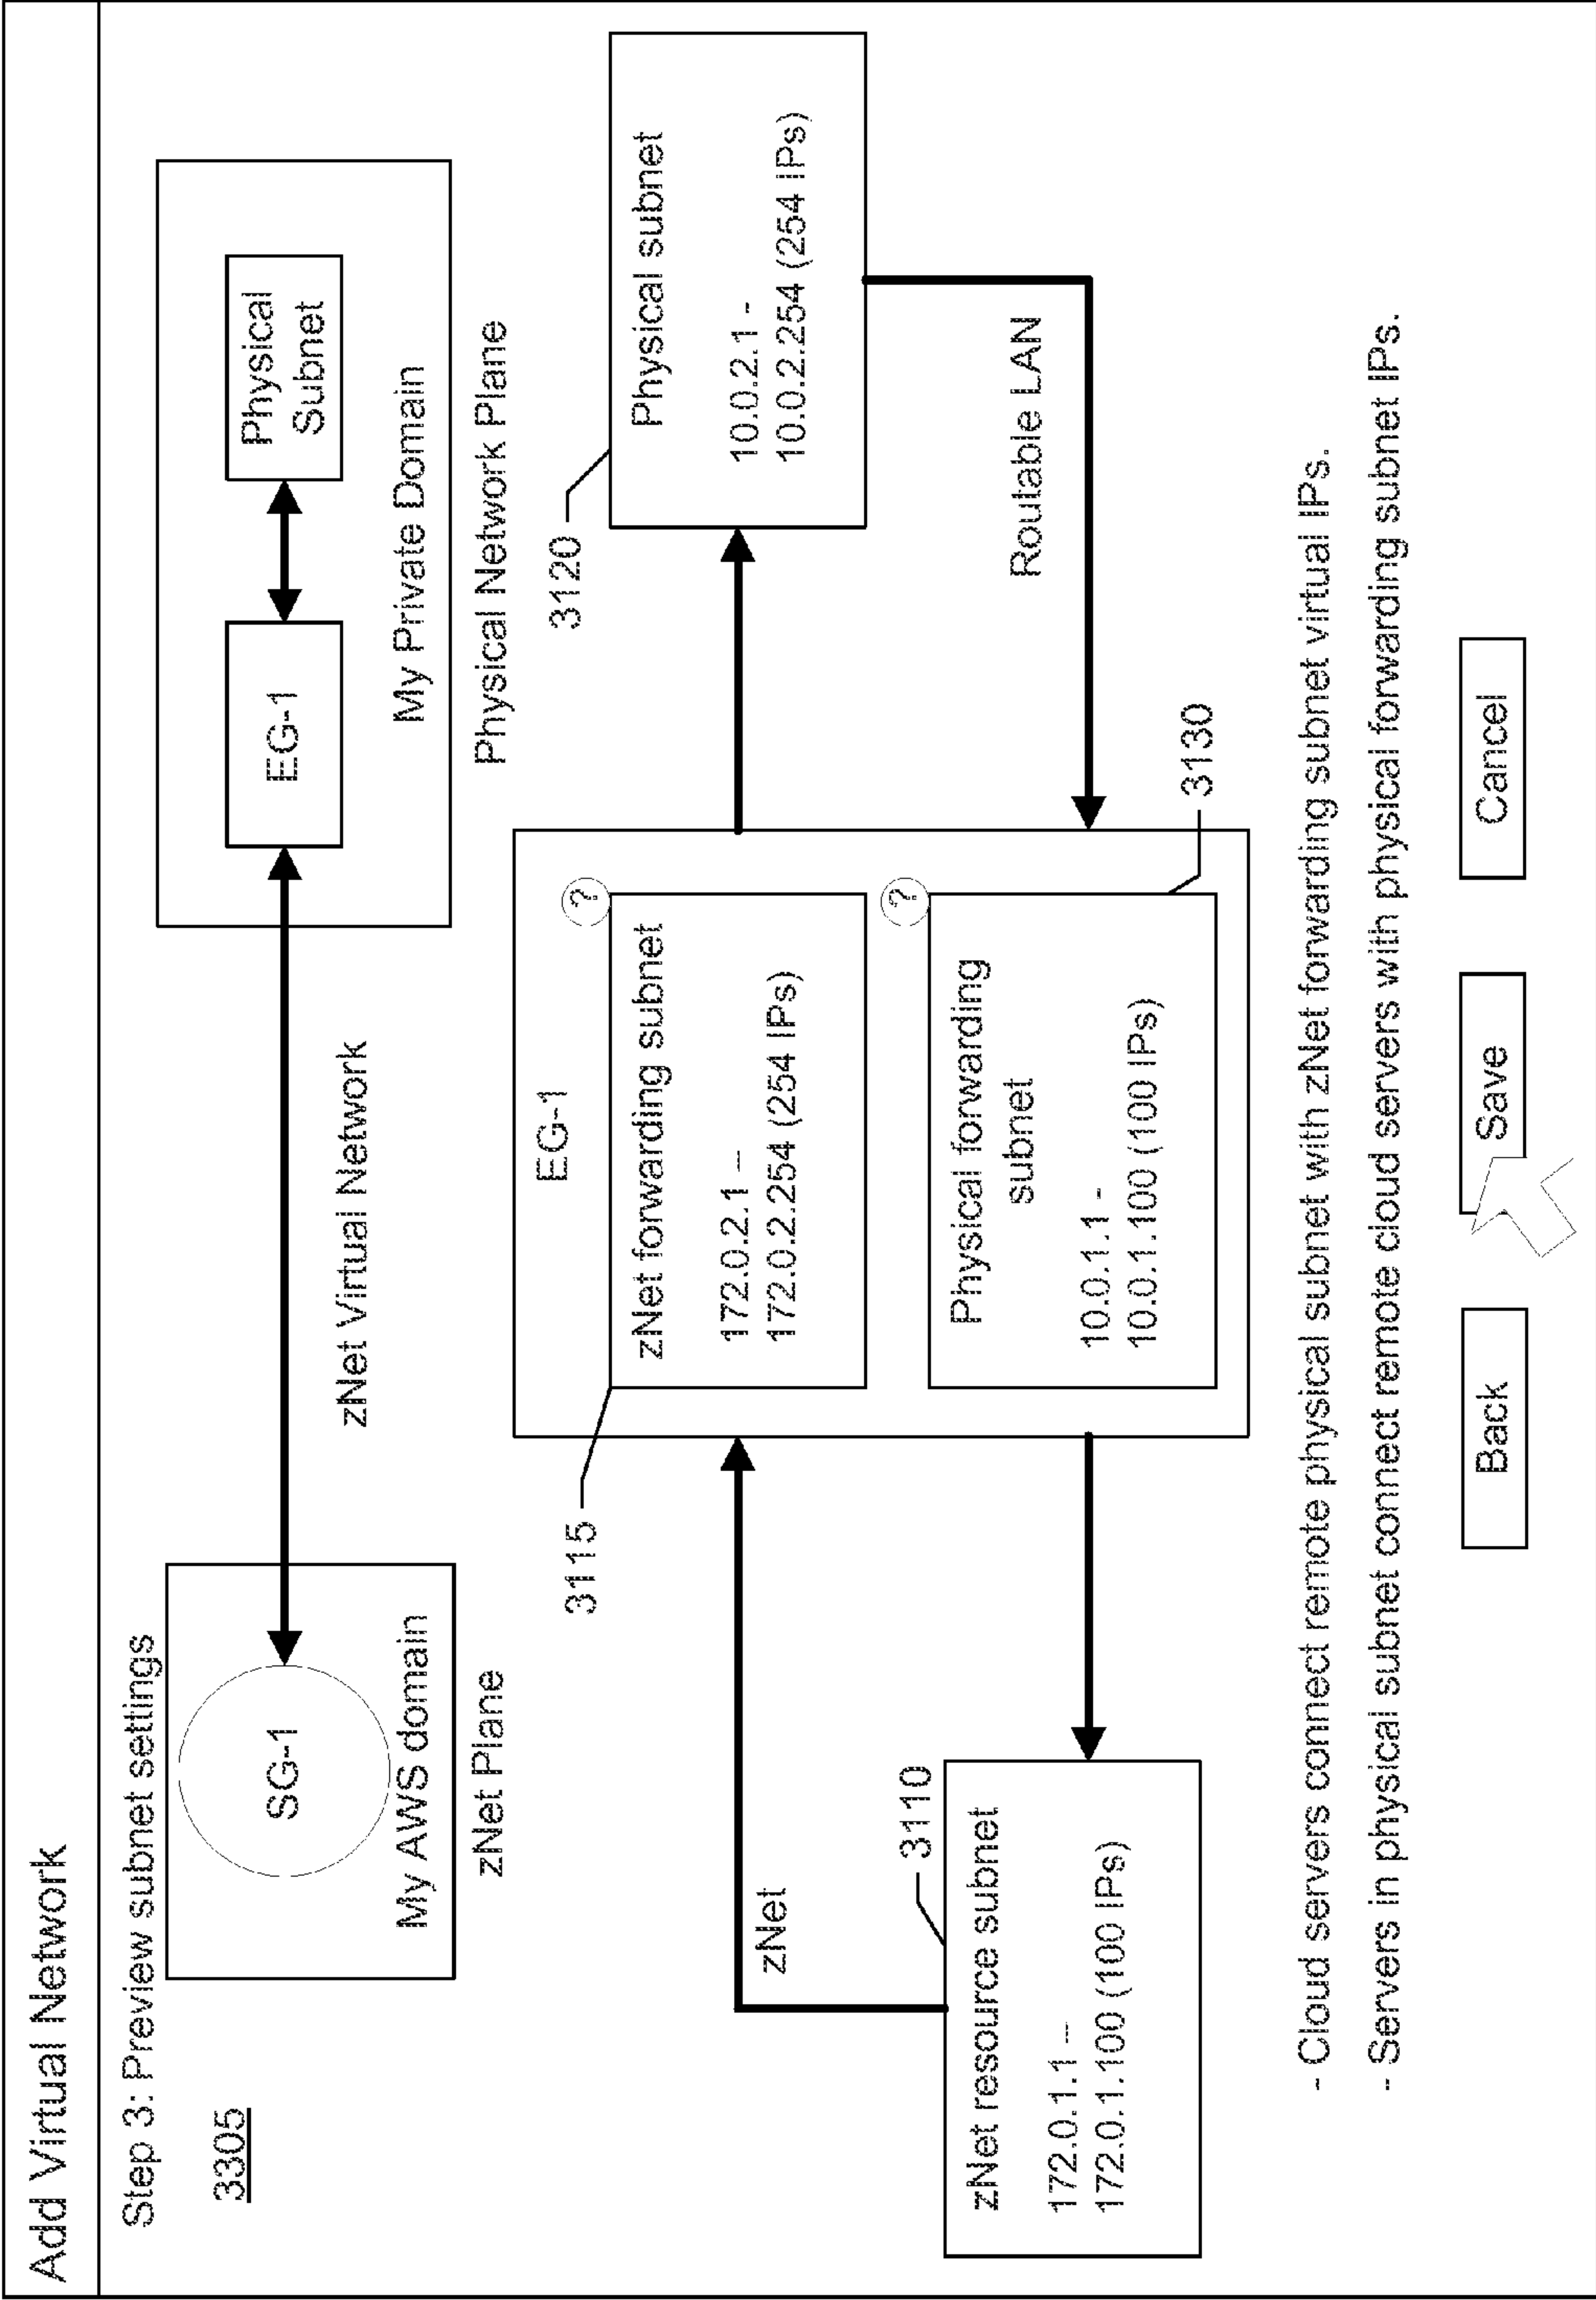 Add Virtual Network
Step 3: Preview subnet settings
3305
SG-1
My AWS domain
zNet Plane
zNet Virtual Network
EG-1
Physical
Subnet
My Private Domain
Physical Network Plane
zNet
3110
zNet resource subnet
172.0.1.1 –
172.0.1.100 (100 IPs)
3115
EG-1
?
zNet forwarding subnet
172.0.2.1 –
172.0.2.254 (254 IPs)
?
Physical forwarding
subnet
10.0.1.1 -
10.0.1.100 (100 IPs)
3130
3120
Physical subnet
10.0.2.1 -
10.0.2.254 (254 IPs)
Routable LAN
- Cloud servers connect remote physical subnet with zNet forwarding subnet virtual IPs.
- Servers in physical subnet connect remote cloud servers with physical forwarding subnet IPs.
Back
Save
Cancel